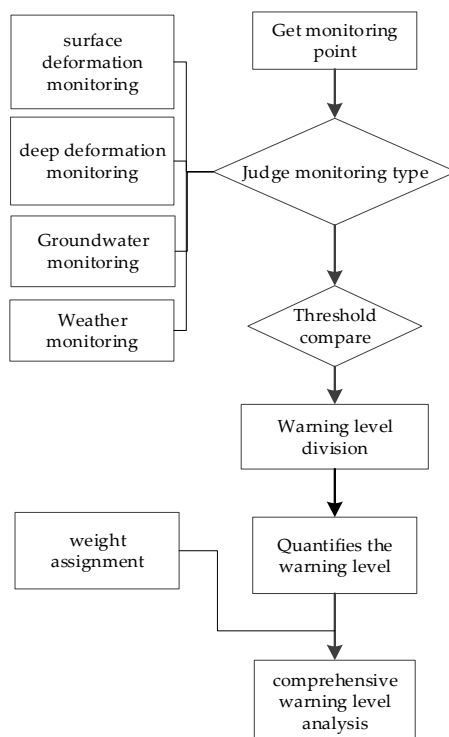 surface
deformation
monitoring
deep deformation
monitoring
Groundwater
monitoring
Weather
monitoring
Get monitoring
point
Judge monitoring type
Threshold
compare
Warning level
division
weight
assignment
Quantifies the
warning level
comprehensive
warning level
analysis